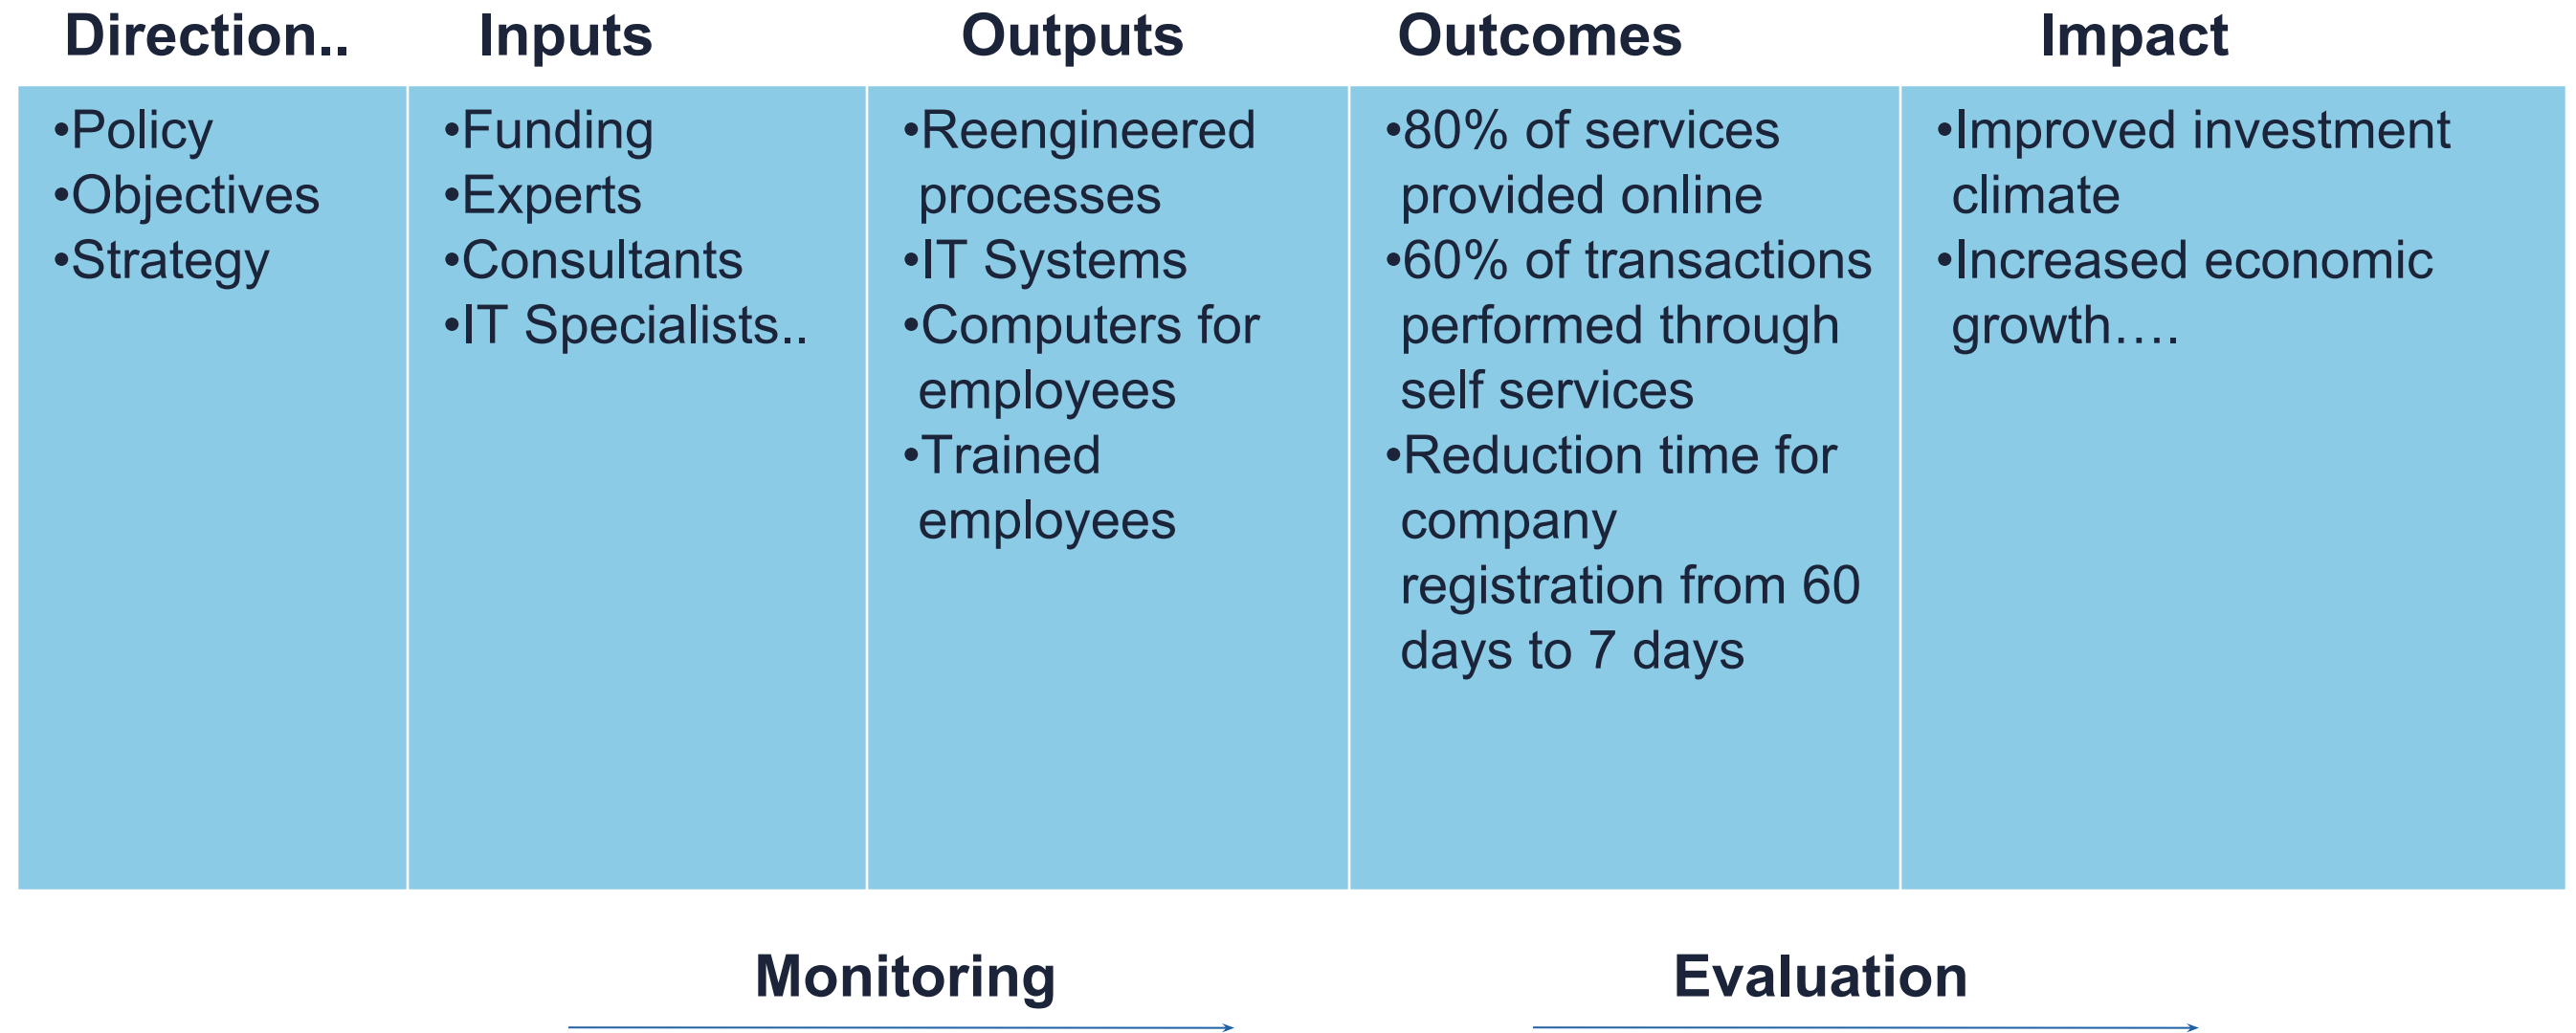 Direction..
Inputs
Outputs
Outcomes
Impact
•Policy
•Objectives
•Strategy
•Funding
•Experts
•Consultants
•IT Specialists..
•Reengineered
processes
•IT Systems
•Computers for
employees
•Trained
employees
•80% of services
provided online
•60% of transactions
performed through
self services
•Reduction time for
company
registration from 60
days to 7 days
•Improved investment
climate
•Increased economic
growth....
Monitoring
Evaluation